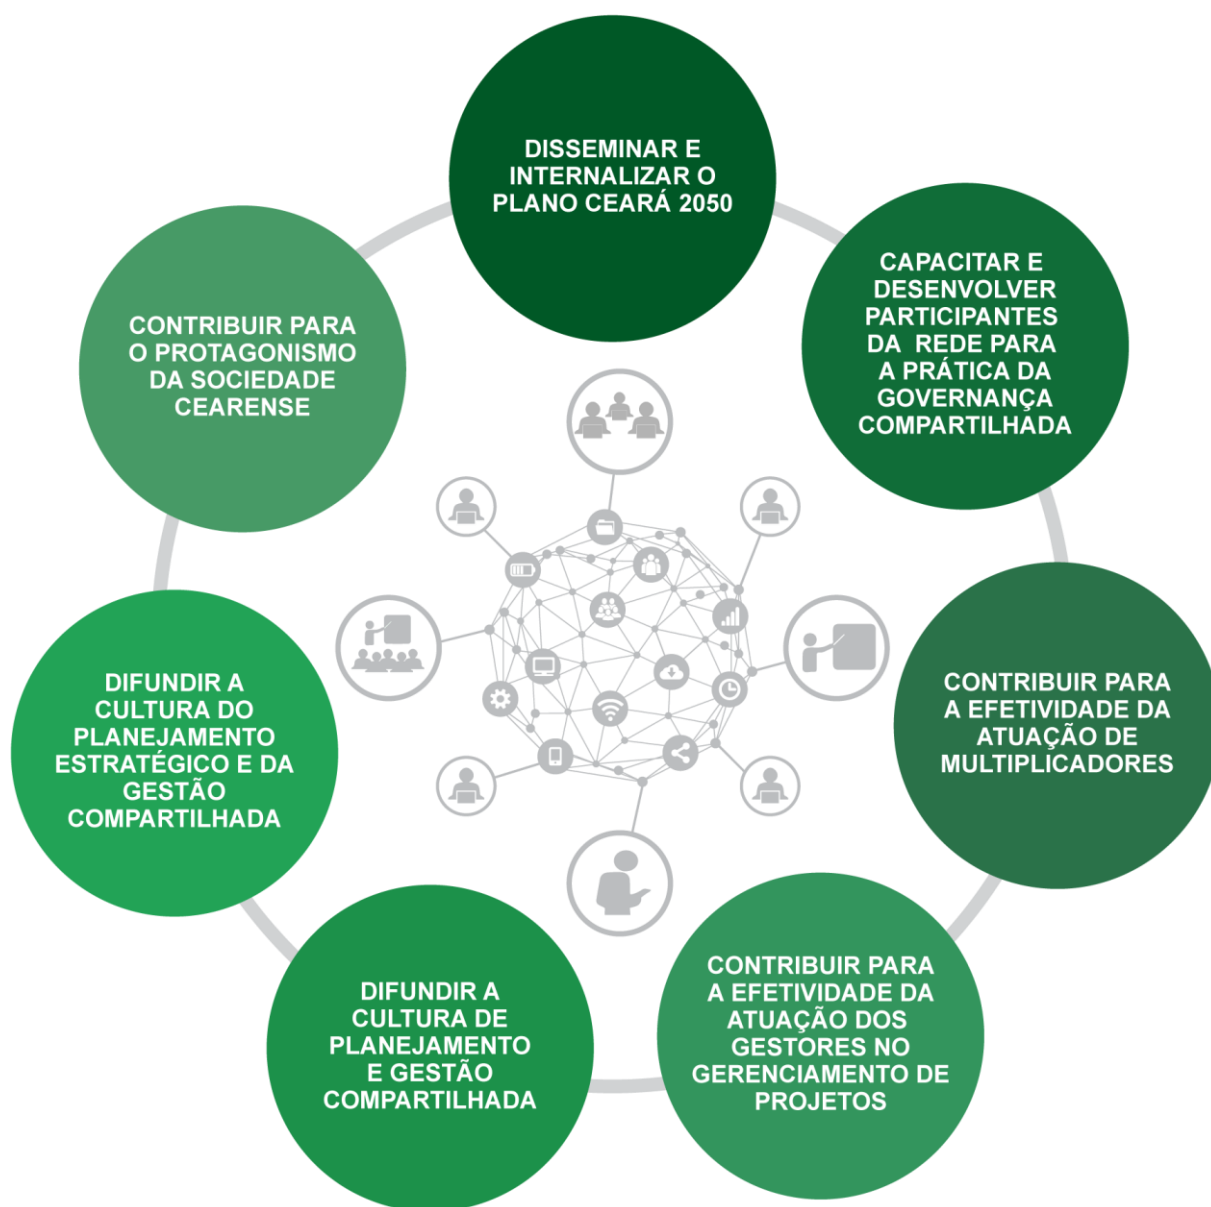 DISSEMINAR E
INTERNALIZAR O
PLANO CEARÁ 2050
CAPACITAR E
DESENVOLVER
PARTICIPANTES
DA REDE PARA
A PRÁTICA DA
GOVERNANÇA
COMPARTILHADA
CONTRIBUIR PARA
A EFETIVIDADE DA
ATUAÇÃO DE
MULTIPLICADORES
CONTRIBUIR PARA
A EFETIVIDADE DA
ATUAÇÃO DOS
GESTORES NO
GERENCIAMENTO DE
PROJETOS
DIFUNDIR A
CULTURA DE
PLANEJAMENTO
E GESTÃO
COMPARTILHADA
DIFUNDIR A
CULTURA DO
PLANEJAMENTO
ESTRATÉGICO E DA
GESTÃO
COMPARTILHADA
CONTRIBUIR PARA
O PROTAGONISMO
DA SOCIEDADE
CEARENSE